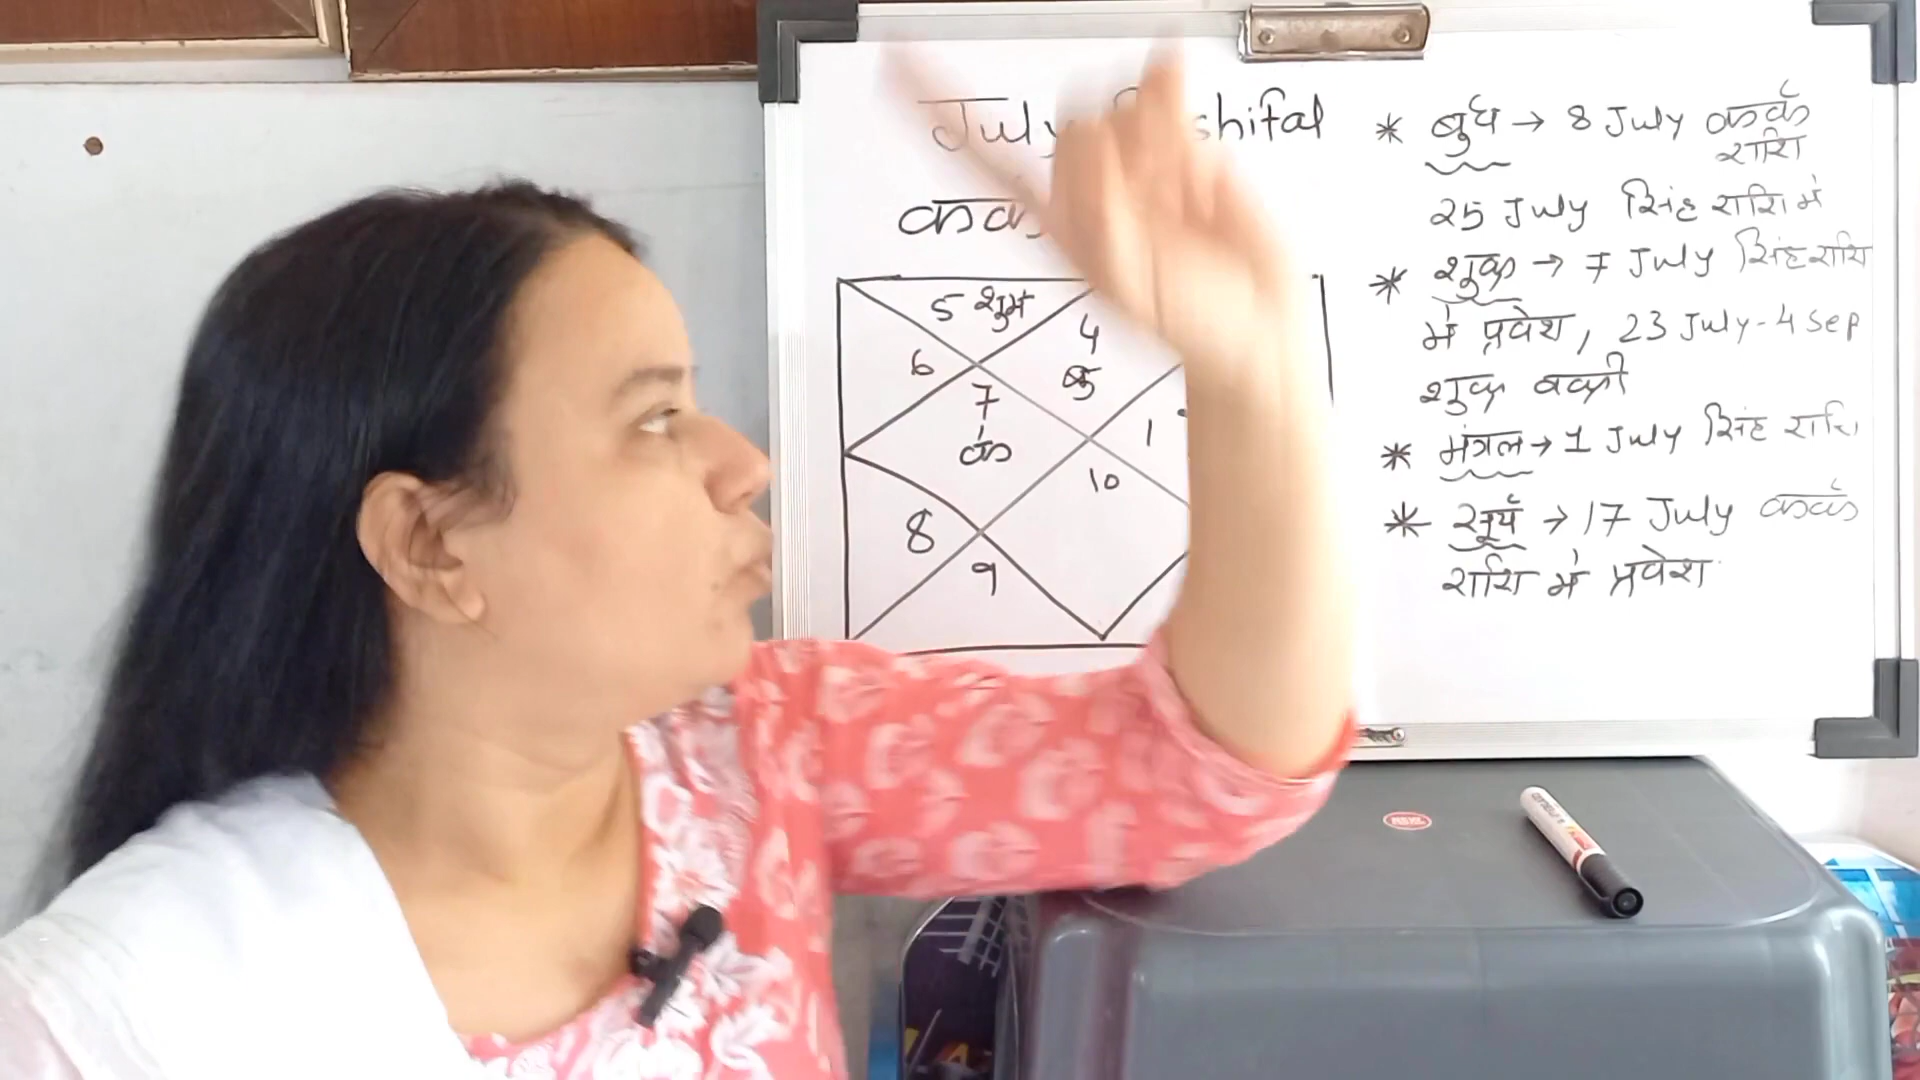 July shifal
5 शुमं
4
6
बु
7
के
1
10
8
9
* बुध → 8 July कर्क
राशि
25 July सिंह राशि में
* शुक्र → 7 July सिंह राशि
में प्रवेश, 23 July - 4 Sep
शुक्र वक्री
* मंगल → 1 July सिंह राशि
* सूर्य → 17 July कर्क
राशि में प्रवेश